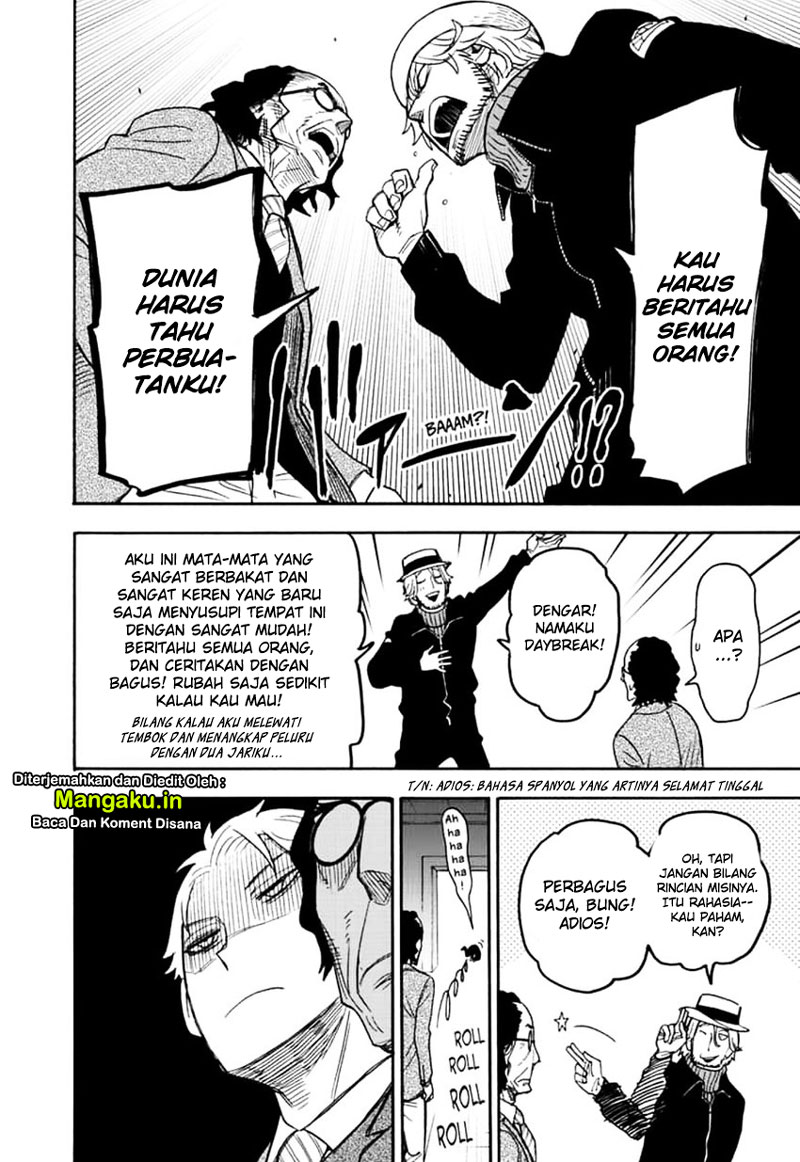 KAU
HARUS
BERITAHU
SEMUA
ORANG!
DUNIA
HARUS
TAHU
PERBUA-
TANKU!
BAAAM?!
!!?
APA
...?
DENGAR!
NAMAKU
DAYBREAK!
AKU INI MATA-MATA YANG
SANGAT BERBAKAT DAN
SANGAT KEREN YANG BARU
SAJA MENYUSUPI TEMPAT INI
DENGAN SANGAT MUDAH!
BERITAHU SEMUA ORANG,
DAN CERITAKAN DENGAN
BAGUS! RUBAH SAJA SEDIKIT
KALAU KAU MAU!
BILANG KALAU AKU MELEWATI
TEMBOK DAN MENANGKAP PELURU
DENGAN DUA JARIKU...
T/N: ADIOS: BAHASA SPANYOL YANG ARTINYA SELAMAT TINGGAL
OH, TAPI
JANGAN BILANG
RINCIAN MISINYA.
ITU RAHASIA--
KAU PAHAM,
KAN?
PERBAGUS
SAJA, BUNG!
ADIOS!
Ah
ha
ha
ha
ha
!
ROLL
ROLL
ROLL
ROLL
Diterjemahkan dan Diedit Oleh :
Mangaku.in
Baca Dan Koment Disana